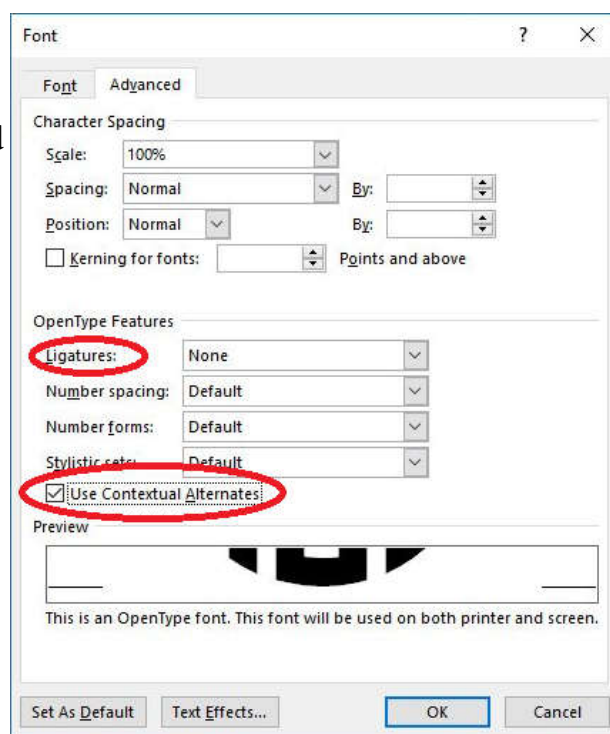 Font ?
Font Advanced
Character Spacing
Scale: 100%
Spacing: Normal By:
Position: Normal By:
Kerning for fonts: Points and above
OpenType Features
Ligatures: None
Number spacing: Default
Number forms: Default
Stylistic sets: Default
Use Contextual Alternates
Preview
This is an OpenType font. This font will be used on both printer and screen.
Set As Default Text Effects... OK Cancel